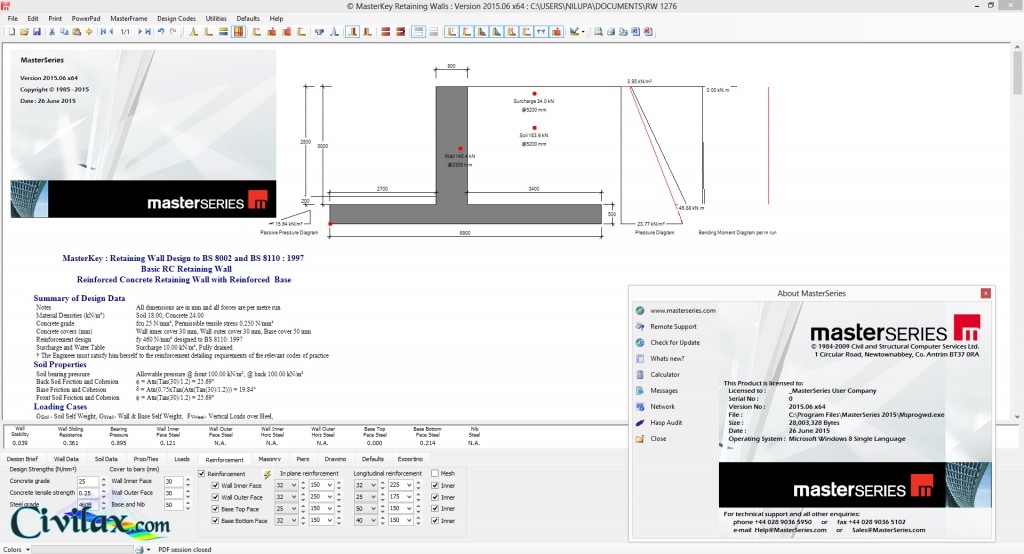 © MasterKey Retaining Walls : Version 2015.06 x64 : C:\USERS\NILUPA\DOCUMENTS\RW 1276
File Edit Print PowerPad MasterFrame Design Codes Utilities Defaults Help
1/1
MasterSeries
Version 2015.06 x64
Copyright © 1985 - 2015
Date : 26 June 2015
masterSERIES
800
Surcharge 34.0 kN
@5200 mm
Soil 183.6 kN
@5200 mm
Wall 140.4 kN
2800
3000
200
2700
3400
500
6900
15.94 kN/m²
Passive Pressure Diagram
3.95 kN/m²
23.77 kN/m²
Pressure Diagram
0.00 kN.m
49.88 kN.m
Bending Moment Diagram per m run
MasterKey : Retaining Wall Design to BS 8002 and BS 8110 : 1997
Basic RC Retaining Wall
Reinforced Concrete Retaining Wall with Reinforced Base
Summary of Design Data
Notes All dimensions are in mm and all forces are per metre run
Material Densities (kN/m³) Soil 18.00, Concrete 24.00
Concrete grade fcu 25 N/mm², Permissible tensile stress 0.250 N/mm²
Concrete covers (mm) Wall inner cover 30 mm, Wall outer cover 30 mm, Base cover 50 mm
Reinforcement design fy 460 N/mm² designed to BS 8110: 1997
Surcharge and Water Table Surcharge 10.00 kN/m², Fully drained
† The Engineer must satisfy him/herself to the reinforcement detailing requirements of the relevant codes of practice
Soil Properties
Soil bearing pressure Allowable pressure @ front 100.00 kN/m², @ back 100.00 kN/m²
Back Soil Friction and Cohesion ϕ = Atn(Tan(30)/1.2) = 25.69°
Base Friction and Cohesion δ = Atn(0.75xTan(Atn(Tan(30)/1.2))) = 19.84°
Front Soil Friction and Cohesion ϕ = Atn(Tan(30)/1.2) = 25.69°
Loading Cases
GSoil- Soil Self Weight, GWall- Wall & Base Self Weight, FvHeel- Vertical Loads over Heel,
Wall Stability Wall Sliding Resistance Bearing Pressure Wall Inner Face Steel Wall Outer Face Steel Wall Inner Horz Steel Wall Outer Horz Steel Base Top Face Steel Base Bottom Face Steel Nib Steel
0.039 0.361 0.895 0.121 N.A. N.A. N.A. 0.000 0.214 N.A.
Design Brief Wall Data Soil Data Prop/Ties Loads Reinforcement Masonry Piers Drawing Defaults Exporting
Design Strengths (N/mm²) Cover to bars (mm) Reinforcement In plane reinforcement Longitudinal reinforcement Mesh
Concrete grade 25 Wall Inner Face 30 Wall Inner Face 32 150 32 225 Inner
Concrete tensile strength 0.25 Wall Outer Face 30 Wall Outer Face 32 150 25 175 Inner
Steel grade Base and Nib 50 Base Top Face 25 150 50 150 Inner
Base Bottom Face 32 150 40 150 Inner
Civilax.com
Colors PDF session closed
About MasterSeries
www.masterseries.com
Remote Support
Check for Update
Whats new?
Calculator
Messages
Network
Hasp Audit
Close
masterSERIES
© 1984-2009 Civil and Structural Computer Services Ltd.
1 Circular Road, Newtownabbey, Co. Antrim BT37 0RA
This Product is licensed to:
Licensed to : _MasterSeries User Company
Serial No : 0
Version No : 2015.06 x64
File : C:\Program Files\MasterSeries 2015\Msprogwd.exe
Size : 28,003,328 Bytes
Date : 26 June 2015
Operating System : Microsoft Windows 8 Single Language
masterSERIES
For technical support and all other enquiries:
phone +44 028 9036 5950 or fax +44 028 9036 5102
e-mail Help@MasterSeries.com or Sales@MasterSeries.com